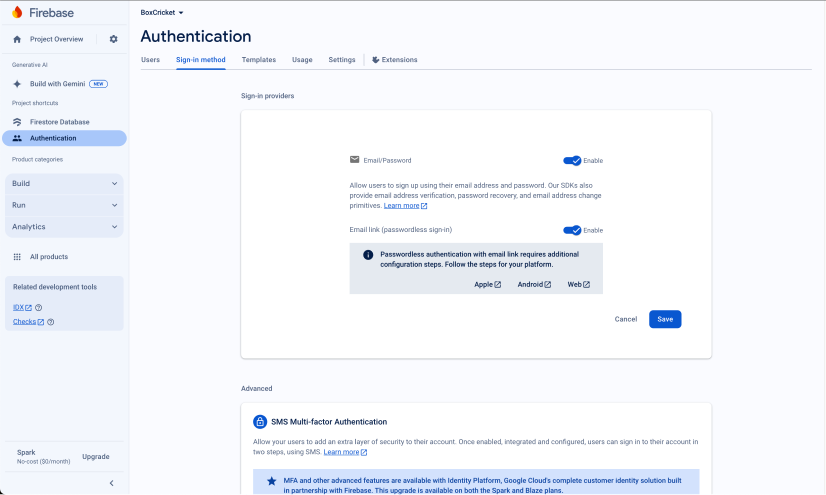 Firebase
BoxCricket
Project Overview
Authentication
Users
Sign-in method
Templates
Usage
Settings
Extensions
Generative AI
Build with Gemini
NEW
Project shortcuts
Firestore Database
Authentication
Product categories
Build
Run
Analytics
All products
Related development tools
IDX
Checks
Spark
No-cost ($0/month)
Upgrade
Sign-in providers
Email/Password
Enable
Allow users to sign up using their email address and password. Our SDKs also
provide email address verification, password recovery, and email address change
primitives. Learn more
Email link (passwordless sign-in)
Enable
Passwordless authentication with email link requires additional
configuration steps. Follow the steps for your platform.
Apple
Android
Web
Cancel
Save
Advanced
SMS Multi-factor Authentication
Allow your users to add an extra layer of security to their account. Once enabled, integrated and configured, users can sign in to their account in
two steps, using SMS. Learn more
MFA and other advanced features are available with Identity Platform, Google Cloud's complete customer identity solution built
in partnership with Firebase. This upgrade is available on both the Spark and Blaze plans.